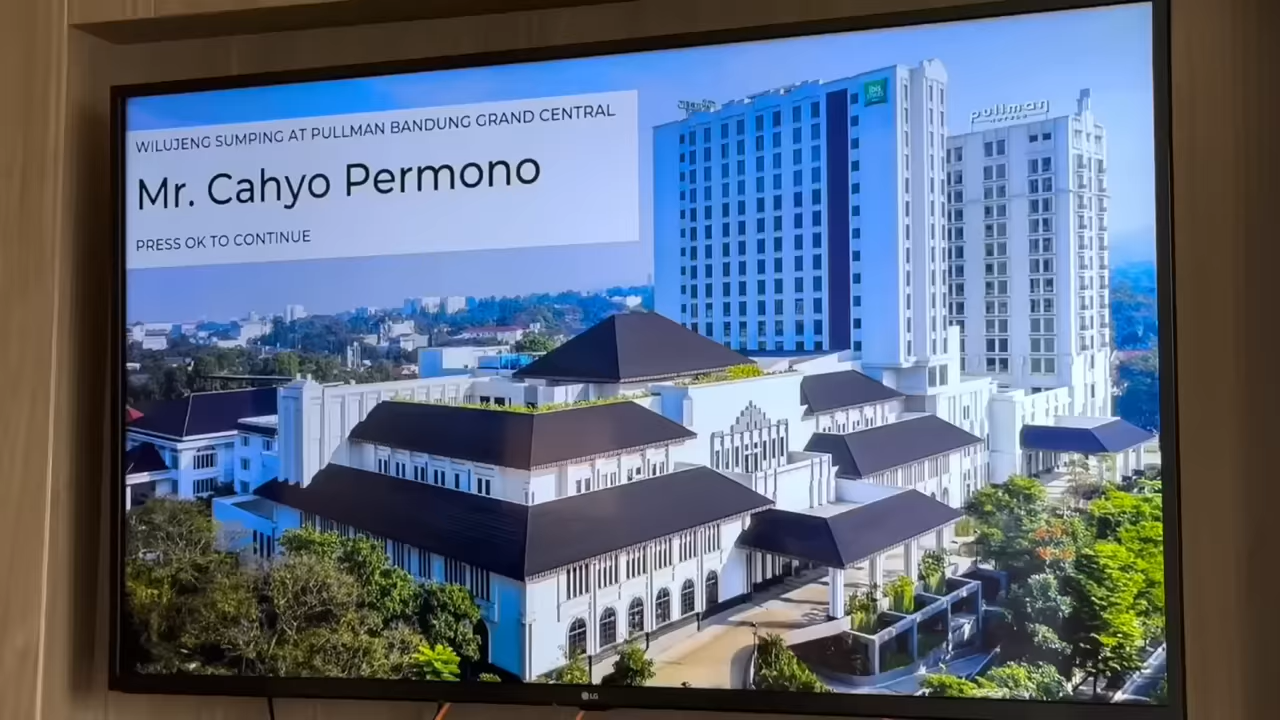 WILUJENG SUMPING AT PULLMAN BANDUNG GRAND CENTRAL
Mr. Cahyo Permono
PRESS OK TO CONTINUE
ibis
pullman
LG